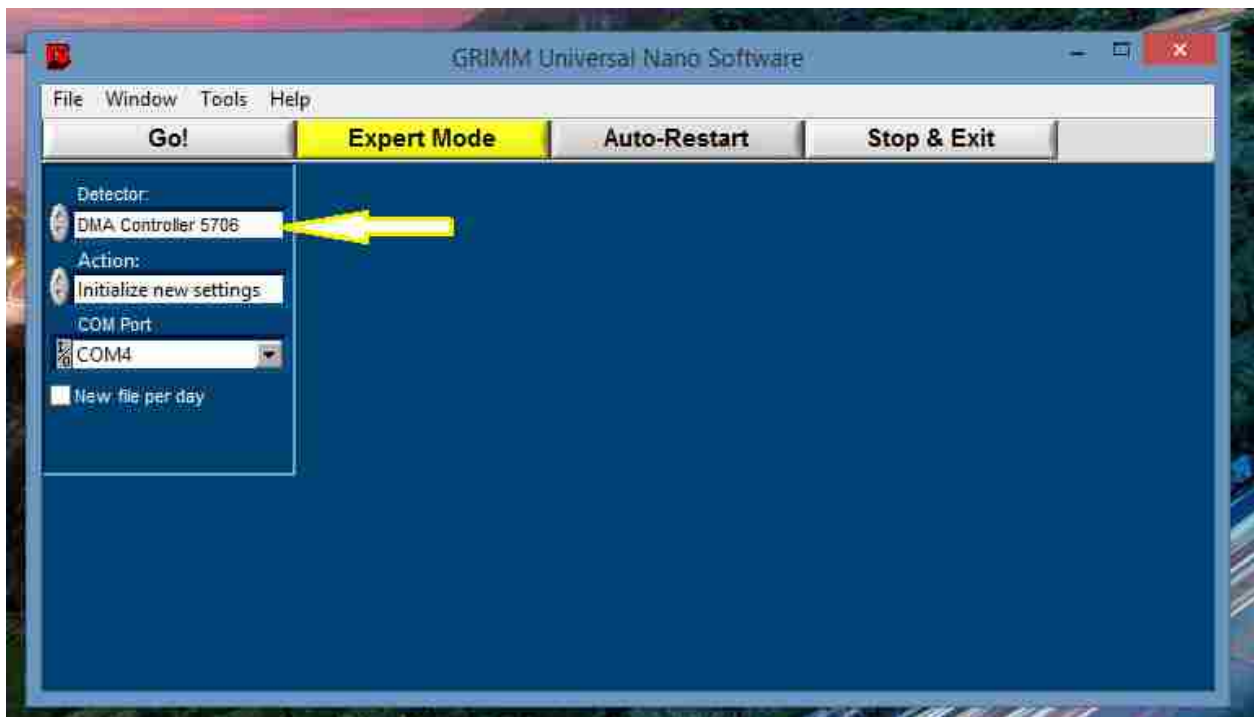 GRIMM Universal Nano Software
File Window Tools Help
Go! Expert Mode Auto-Restart Stop & Exit
Detector:
DMA Controller 5706
Action:
Initialize new settings
COM Port
COM4
New file per day